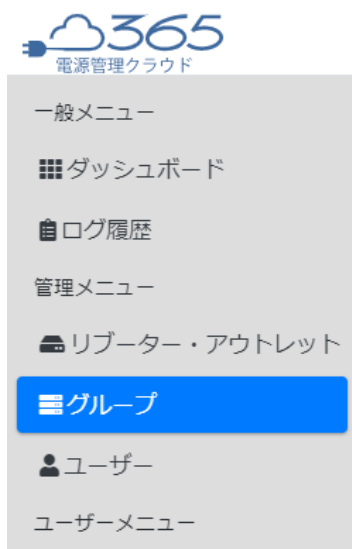 365
電源管理クラウド
一般メニュー
ダッシュボード
ログ履歴
管理メニュー
リブーター・アウトレット
グループ
ユーザー
ユーザーメニュー